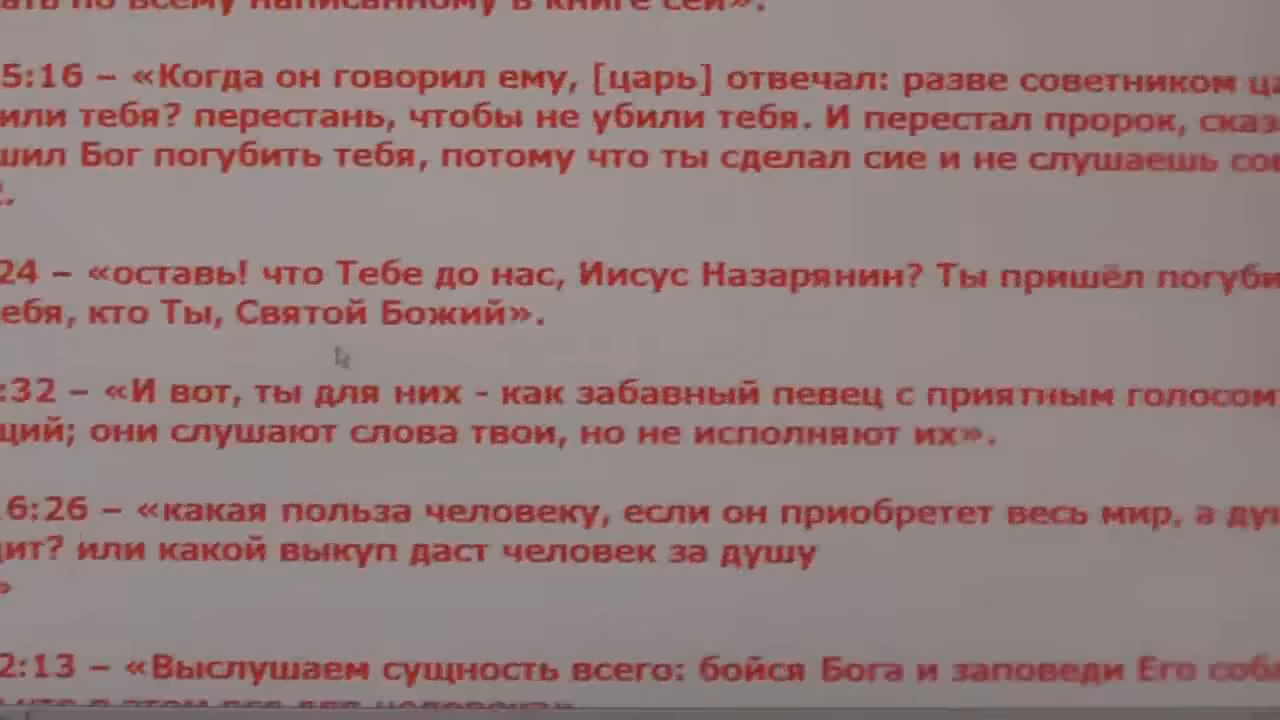 по всему написанному в книге сей».
5:16 – «Когда он говорил ему, [царь] отвечал: разве советником
или тебя? перестань, чтобы не убили тебя. И перестал пророк, сказ
шил Бог погубить тебя, потому что ты сделал сие и не слушаешь
24 – «оставь! что Тебе до нас, Иисус Назарянин? Ты пришёл погуби
ебя, кто Ты, Святой Божий».
:32 – «И вот, ты для них - как забавный певец с приятным голосом
щий; они слушают слова твои, но не исполняют их».
6:26 – «какая польза человеку, если он приобретет весь мир, а ду
дит? или какой выкуп даст человек за душу
»
2:13 – «Выслушаем сущность всего: бойся Бога и заповеди Его собл